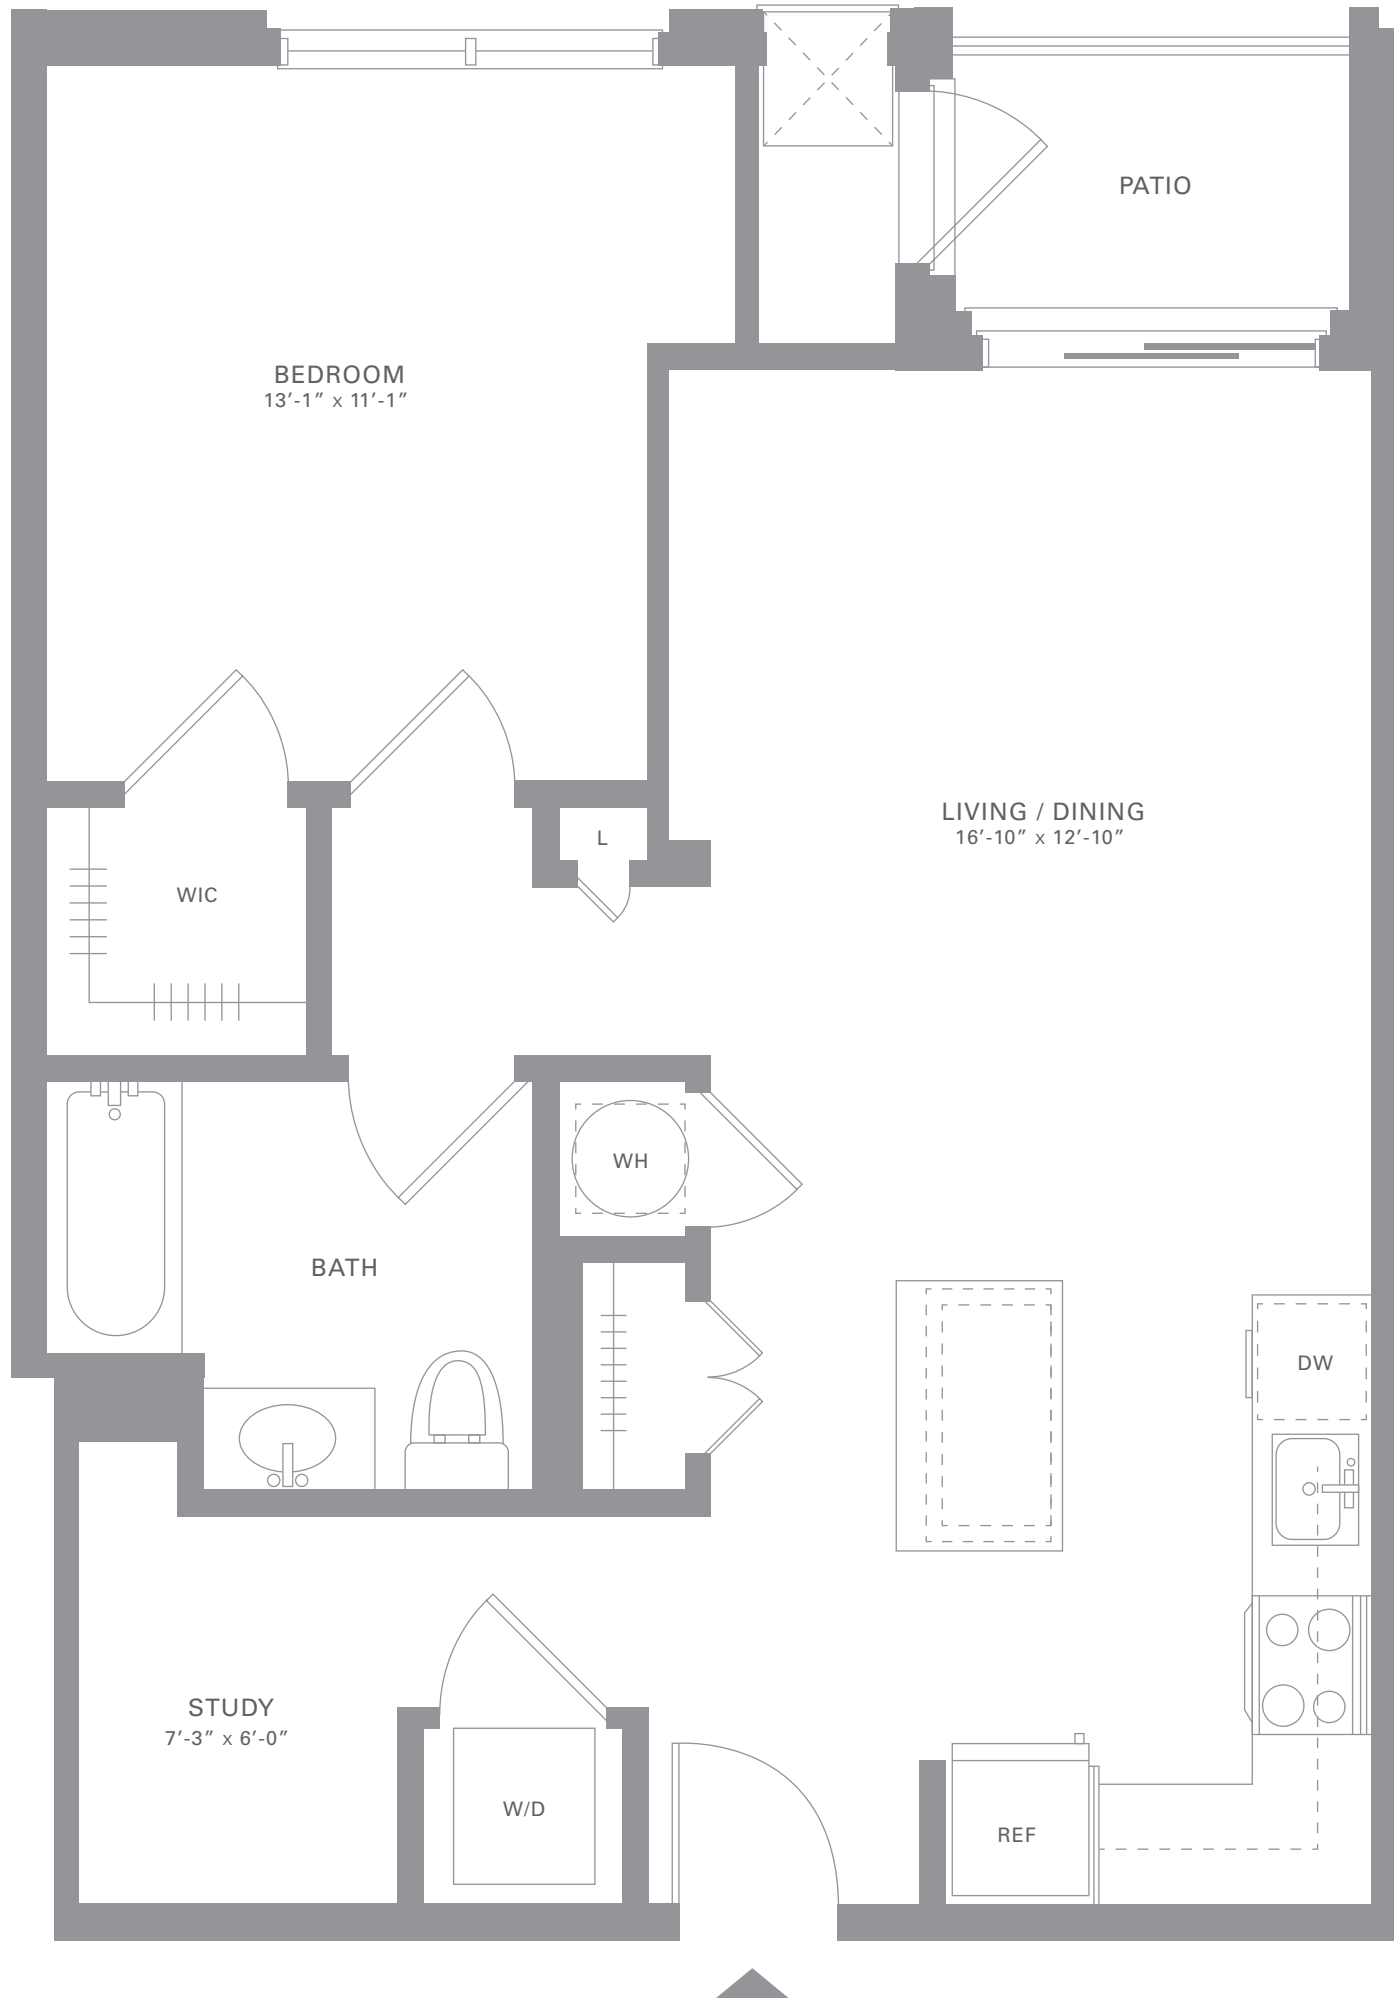 PATIO
BEDROOM
13’-1” x 11’-1”
LIVING / DINING
16’-10” x 12’-10”
L
WIC
WH
BATH
DW
STUDY
7’-3” x 6’-0”
W/D
REF